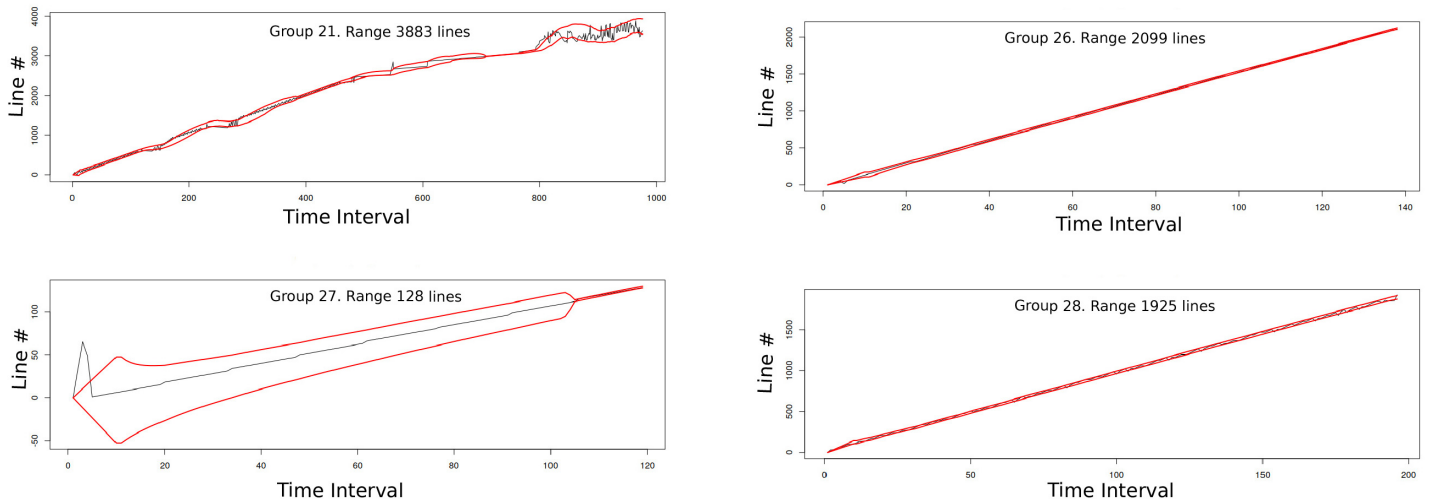 Group 21. Range 3883 lines
Line #
4000
3000
2000
1000
0
0 200 400 600 800 1000
Time Interval
Group 26. Range 2099 lines
Line #
2000
1500
1000
500
0
0 20 40 60 80 100 120 140
Time Interval
Group 27. Range 128 lines
Line #
100
50
0
-50
0 20 40 60 80 100 120
Time Interval
Group 28. Range 1925 lines
Line #
1500
1000
500
0
0 50 100 150 200
Time Interval